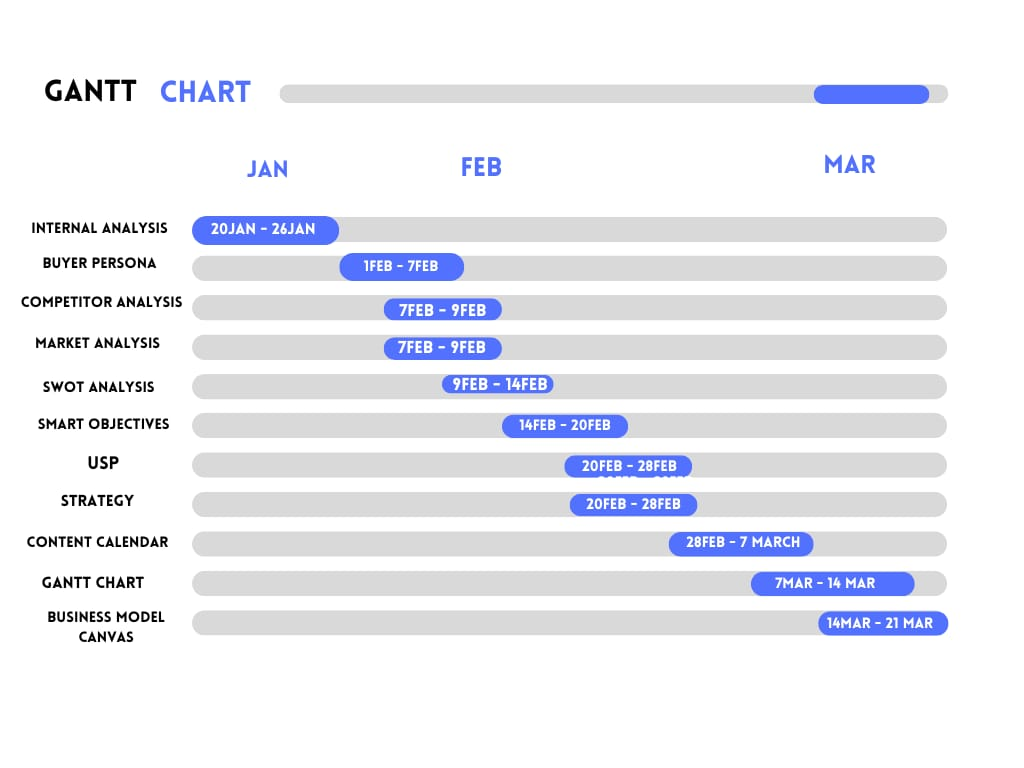 GANTT CHART
JAN FEB MAR
INTERNAL ANALYSIS 20JAN - 26JAN
BUYER PERSONA 1FEB - 7FEB
COMPETITOR ANALYSIS 7FEB - 9FEB
MARKET ANALYSIS 7FEB - 9FEB
SWOT ANALYSIS 9FEB - 14FEB
SMART OBJECTIVES 14FEB - 20FEB
USP 20FEB - 28FEB
STRATEGY 20FEB - 28FEB
CONTENT CALENDAR 28FEB - 7 MARCH
GANTT CHART 7MAR - 14 MAR
BUSINESS MODEL
CANVAS
14MAR - 21 MAR